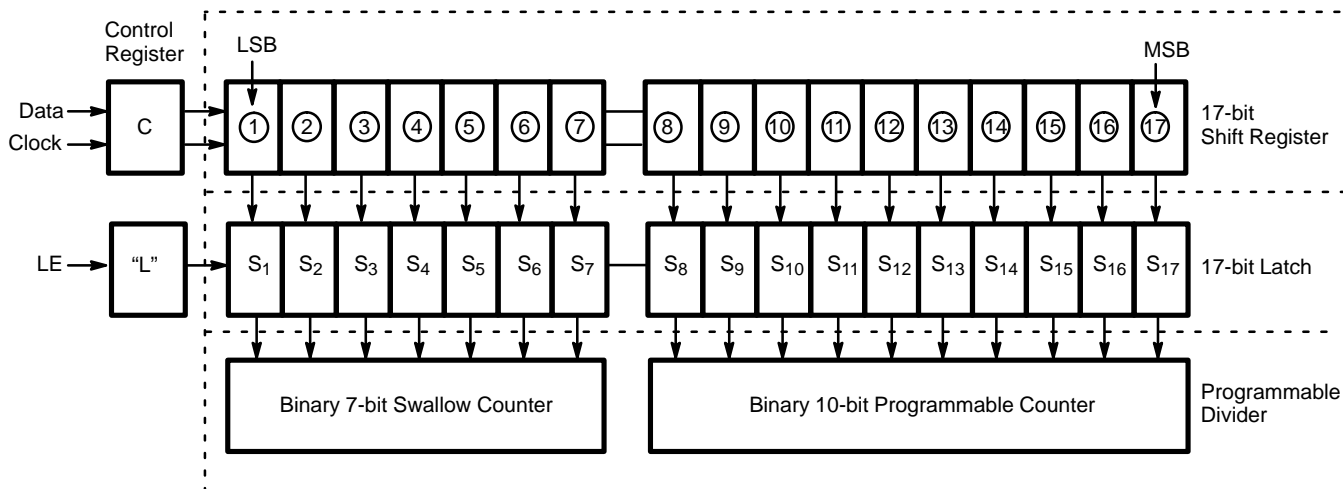 Control
Register
LSB
MSB
Data
Clock
C
1 2 3 4 5 6 7 8 9 10 11 12 13 14 15 16 17
17-bit
Shift Register
LE
“L”
S1 S2 S3 S4 S5 S6 S7 S8 S9 S10 S11 S12 S13 S14 S15 S16 S17
17-bit Latch
Binary 7-bit Swallow Counter
Binary 10-bit Programmable Counter
Programmable
Divider